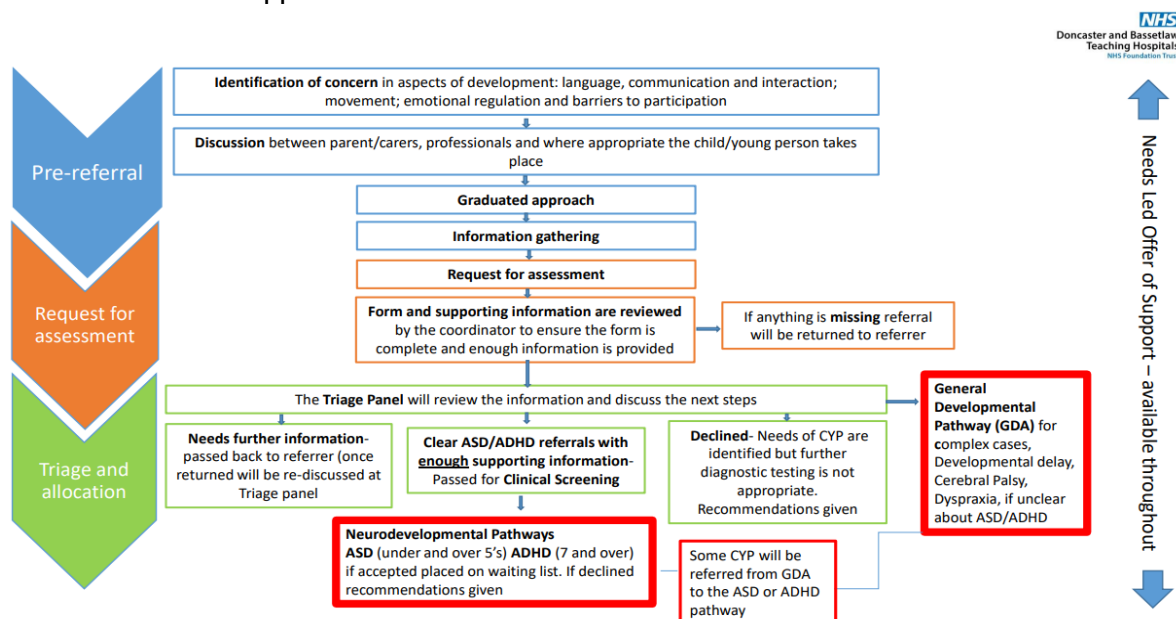 NHS
Doncaster and Bassetlaw
Teaching Hospitals
NHS Foundation Trust
Identification of concern in aspects of development: language, communication and interaction;
movement; emotional regulation and barriers to participation
Discussion between parent/carers, professionals and where appropriate the child/young person takes
place
Pre-referral
Graduated approach
Information gathering
Request for assessment
Request for
assessment
Form and supporting information are reviewed
by the coordinator to ensure the form is
complete and enough information is provided
If anything is missing referral
will be returned to referrer
The Triage Panel will review the information and discuss the next steps
General
Developmental
Pathway (GDA) for
complex cases,
Developmental delay,
Cerebral Palsy,
Dyspraxia, if unclear
about ASD/ADHD
Triage and
allocation
Needs further information-
passed back to referrer (once
returned will be re-discussed at
Triage panel
Clear ASD/ADHD referrals with
enough supporting information-
Passed for Clinical Screening
Declined- Needs of CYP are
identified but further
diagnostic testing is not
appropriate.
Recommendations given
Neurodevelopmental Pathways
ASD (under and over 5's) ADHD (7 and over)
if accepted placed on waiting list. If declined
recommendations given
Some CYP will be
referred from GDA
to the ASD or ADHD
pathway
Needs Led Offer of Support – available throughout